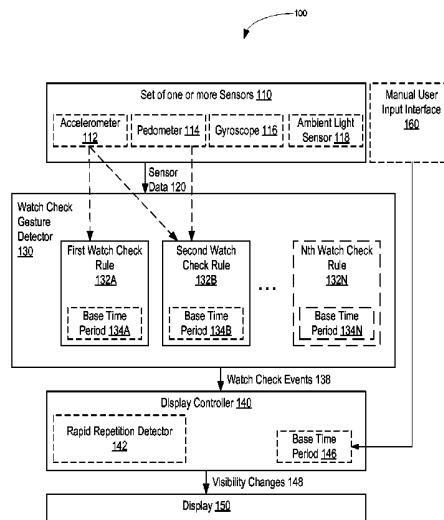 100
Set of one or more Sensors 110
Accelerometer
112
Pedometer 114
Gyroscope 116
Ambient Light
Sensor 118
Manual User
Input Interface
160
Sensor
Data 120
Watch Check
Gesture
Detector
130
First Watch Check
Rule
132A
Base Time
Period 134A
Second Watch
Check Rule
132B
Base Time
Period 134B
...
Nth Watch Check
Rule
132N
Base Time
Period 134N
Watch Check Events 138
Display Controller 140
Rapid Repetition Detector
142
Base Time
Period 146
Visibility Changes 148
Display 150